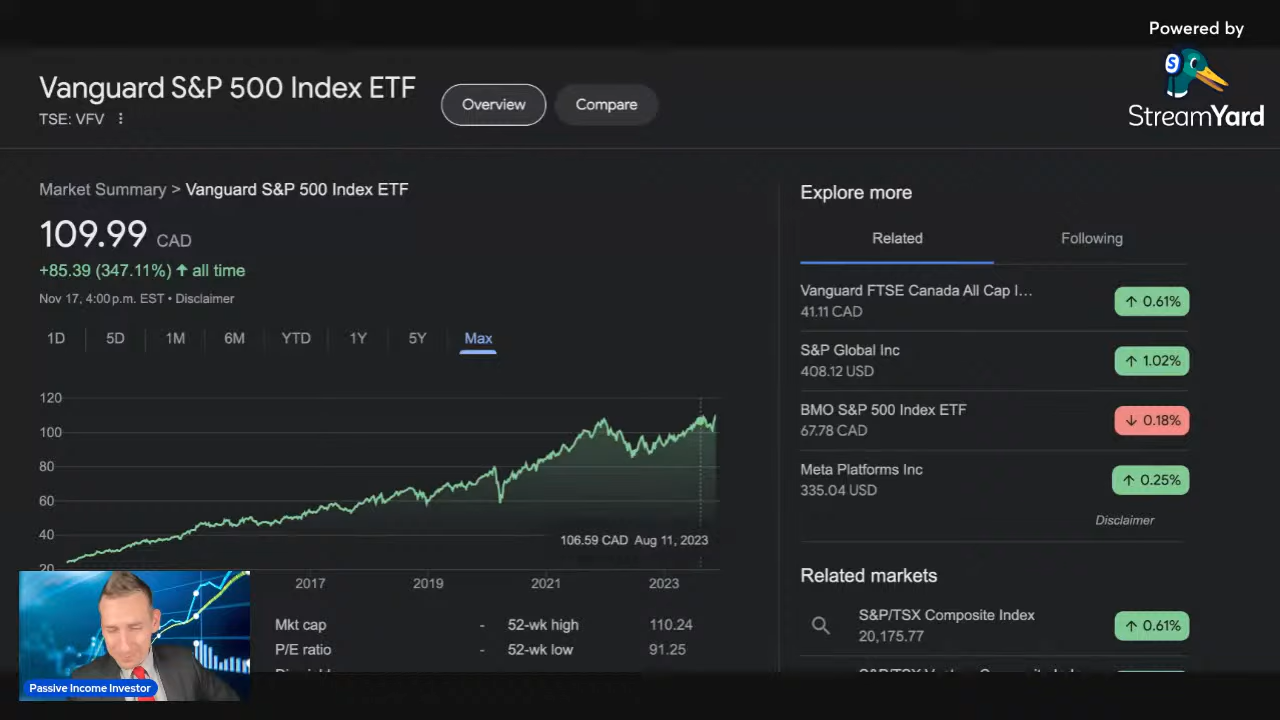 Powered by
StreamYard
Vanguard S&P 500 Index ETF
TSE: VFV
Overview
Compare
Market Summary > Vanguard S&P 500 Index ETF
109.99 CAD
+85.39 (347.11%) ↑ all time
Nov 17, 4:00 p.m. EST • Disclaimer
1D 5D 1M 6M YTD 1Y 5Y Max
120
100
80
60
40
20
106.59 CAD Aug 11, 2023
2017 2019 2021 2023
Mkt cap - 52-wk high 110.24
P/E ratio - 52-wk low 91.25
Passive Income Investor
Explore more
Related Following
Vanguard FTSE Canada All Cap I...
41.11 CAD
↑ 0.61%
S&P Global Inc
408.12 USD
↑ 1.02%
BMO S&P 500 Index ETF
67.78 CAD
↓ 0.18%
Meta Platforms Inc
335.04 USD
↑ 0.25%
Disclaimer
Related markets
S&P/TSX Composite Index
20,175.77
↑ 0.61%